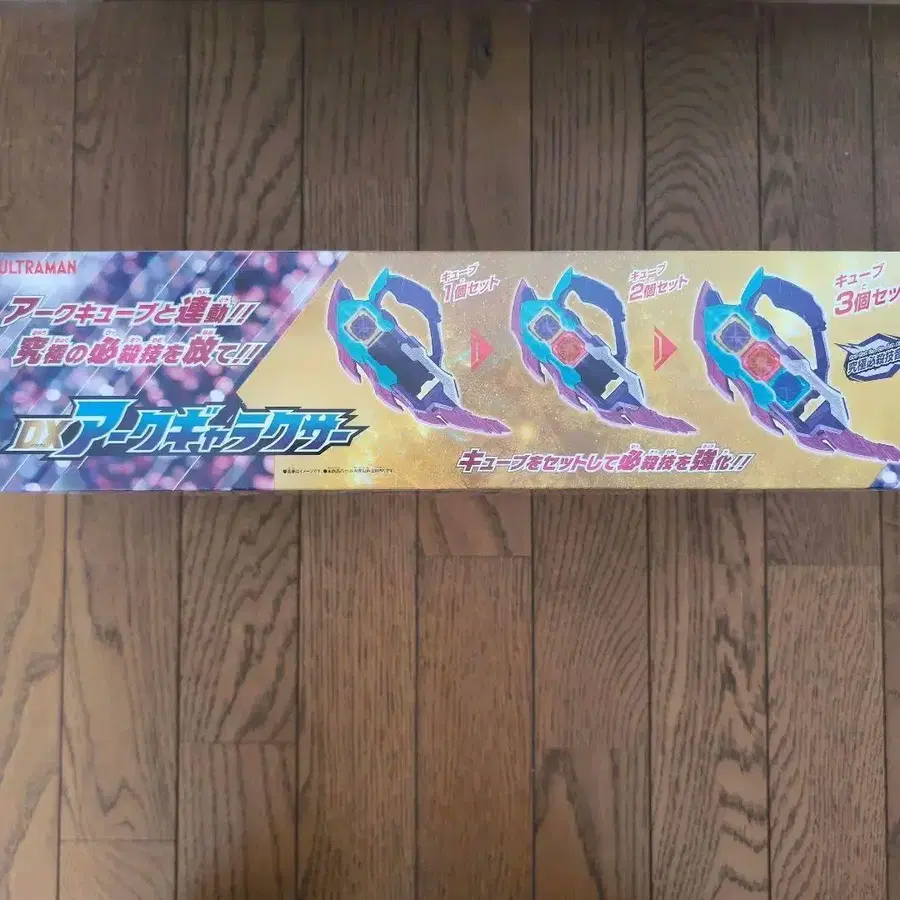 ULTRAMAN
アークキューブと連動!!
究極の必殺技を放て!!
DXアークギャラクサー
キューブ
1個セット
キューブ
2個セット
キューブ
3個セッ
究極必殺技
キューブをセットして必殺技を強化!!